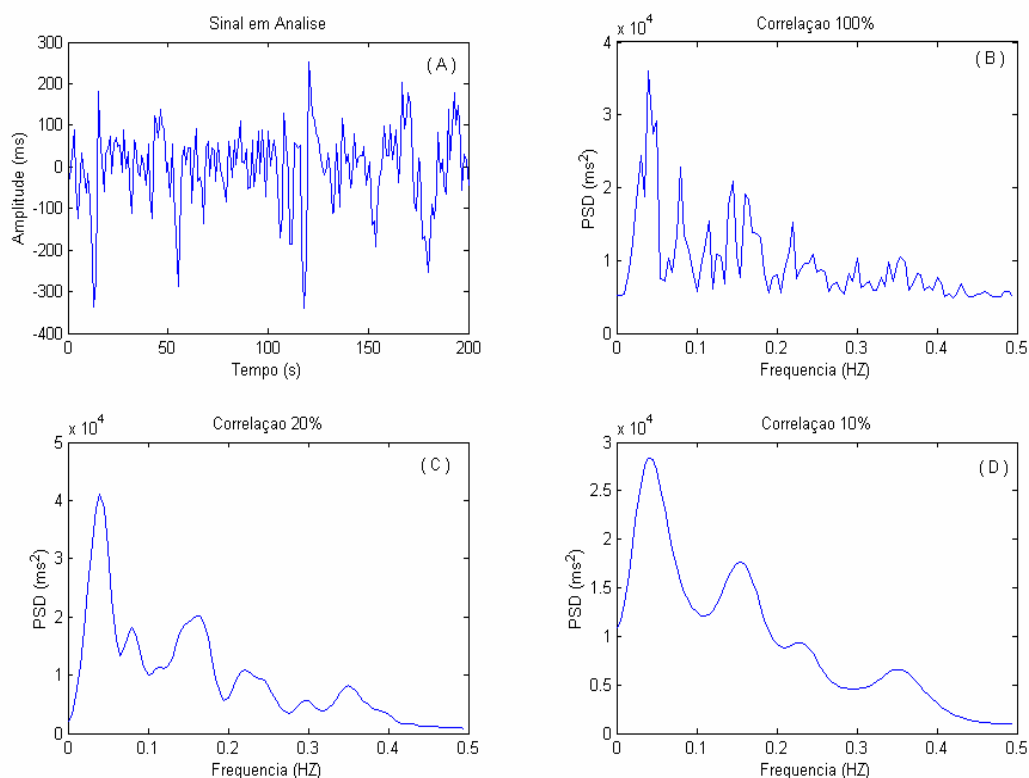 Sinal em Analise
( A )
300
200
100
0
-100
-200
-300
-400
Amplitude (ms)
0 50 100 150 200
Tempo (s)
x 10^4
Correlaçao 100%
( B )
4
3
2
1
0
PSD (ms^2)
0 0.1 0.2 0.3 0.4 0.5
Frequencia (HZ)
x 10^4
Correlaçao 20%
( C )
5
4
3
2
1
0
PSD (ms^2)
0 0.1 0.2 0.3 0.4 0.5
Frequencia (HZ)
x 10^4
Correlaçao 10%
( D )
3
2.5
2
1.5
1
0.5
0
PSD (ms^2)
0 0.1 0.2 0.3 0.4 0.5
Frequencia (HZ)